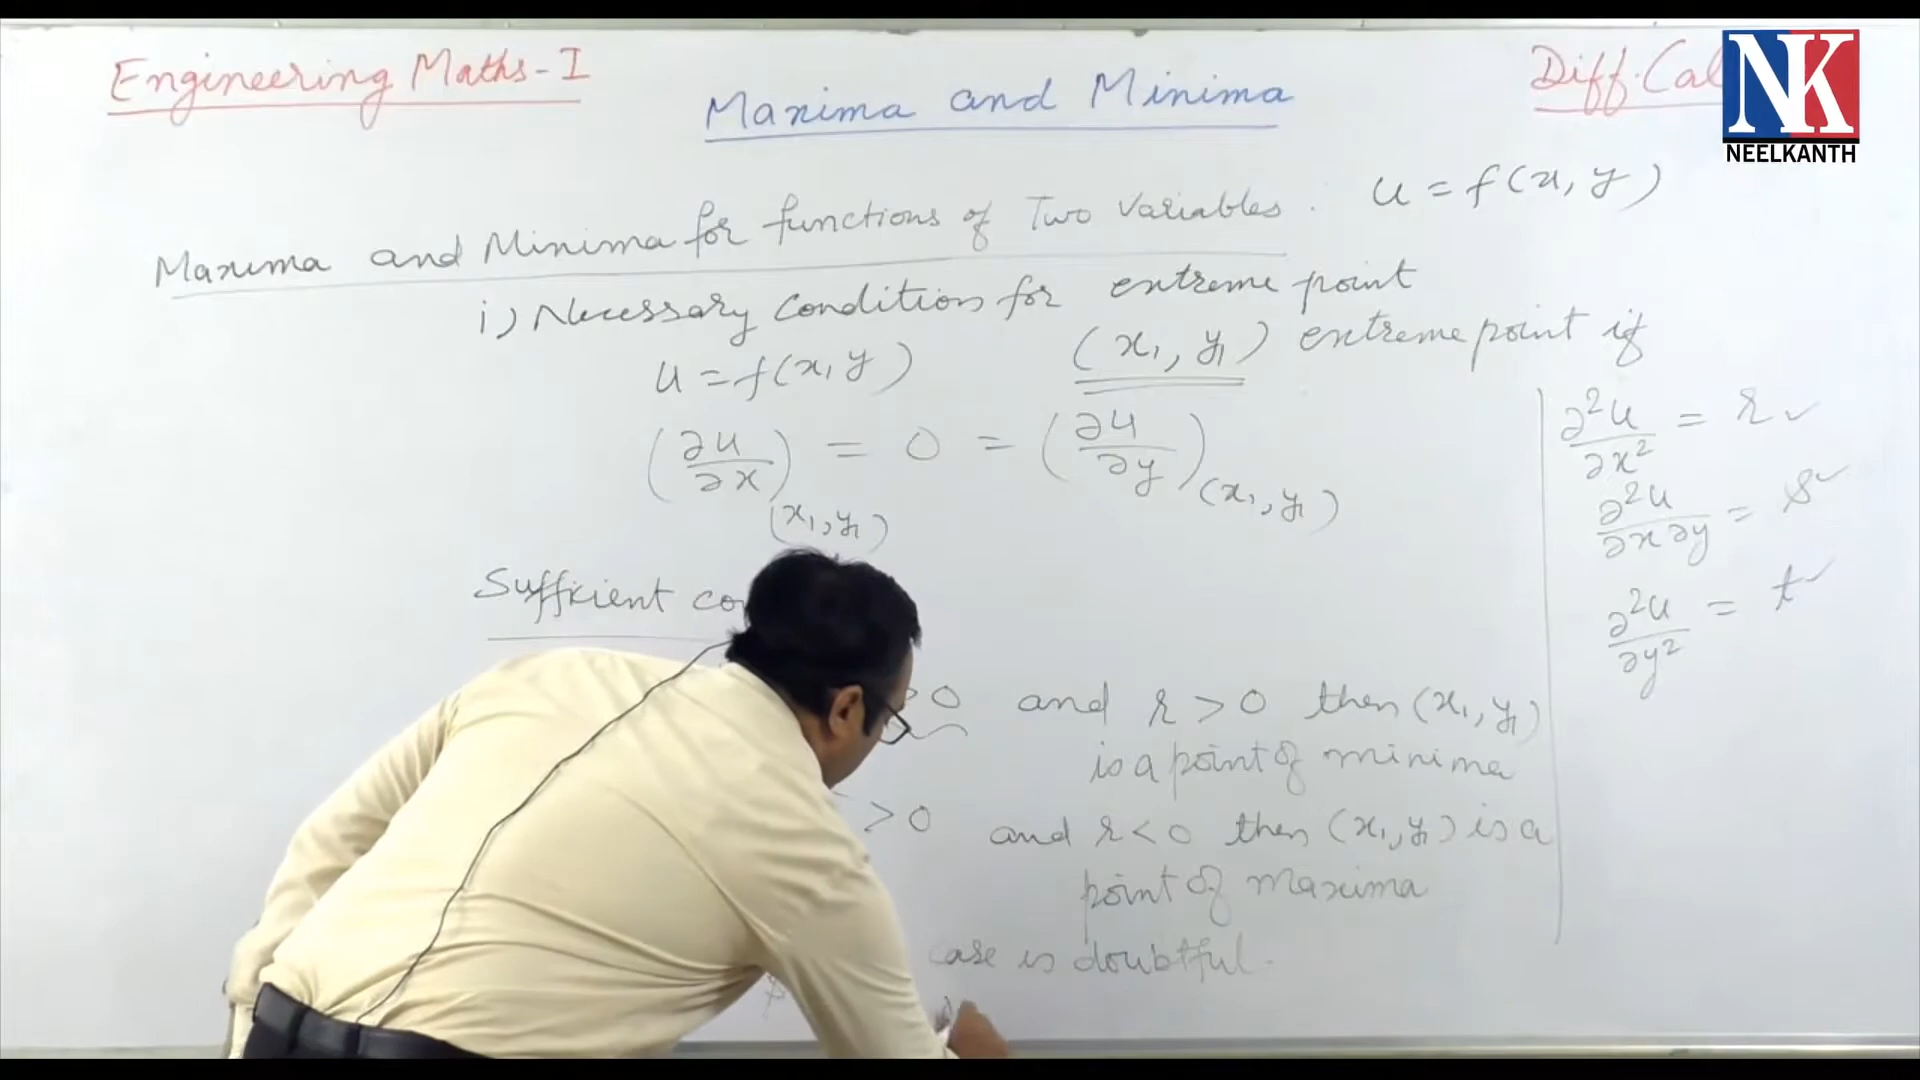 Engineering Maths-I
Maxima and Minima
Diff. Cal
NK
NEELKANTH
Maxima and Minima for functions of Two Variables. u = f(x, y)
i) Necessary Conditions for extreme point
u = f(x, y) (x₁, y₁) extreme point if
(∂u/∂x)(x₁, y₁) = 0 = (∂u/∂y)(x₁, y₁)
∂²u/∂x² = r ✓
∂²u/∂x∂y = s ✓
∂²u/∂y² = t ✓
Sufficient
>0 and r > 0 then (x₁, y₁)
is a point of minima
>0 and r < 0 then (x₁, y₁) is a
point of maxima
case is doubtful.